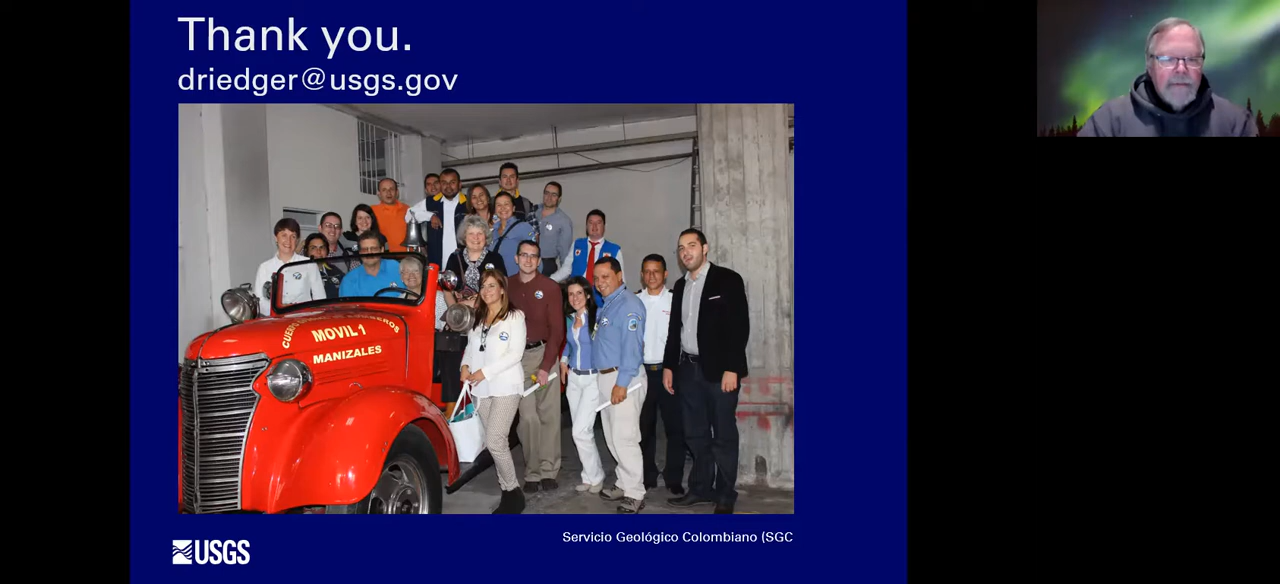 Thank you.
driedger@usgs.gov
MOVIL 1
MANIZALES
Servicio Geológico Colombiano (SGC
USGS